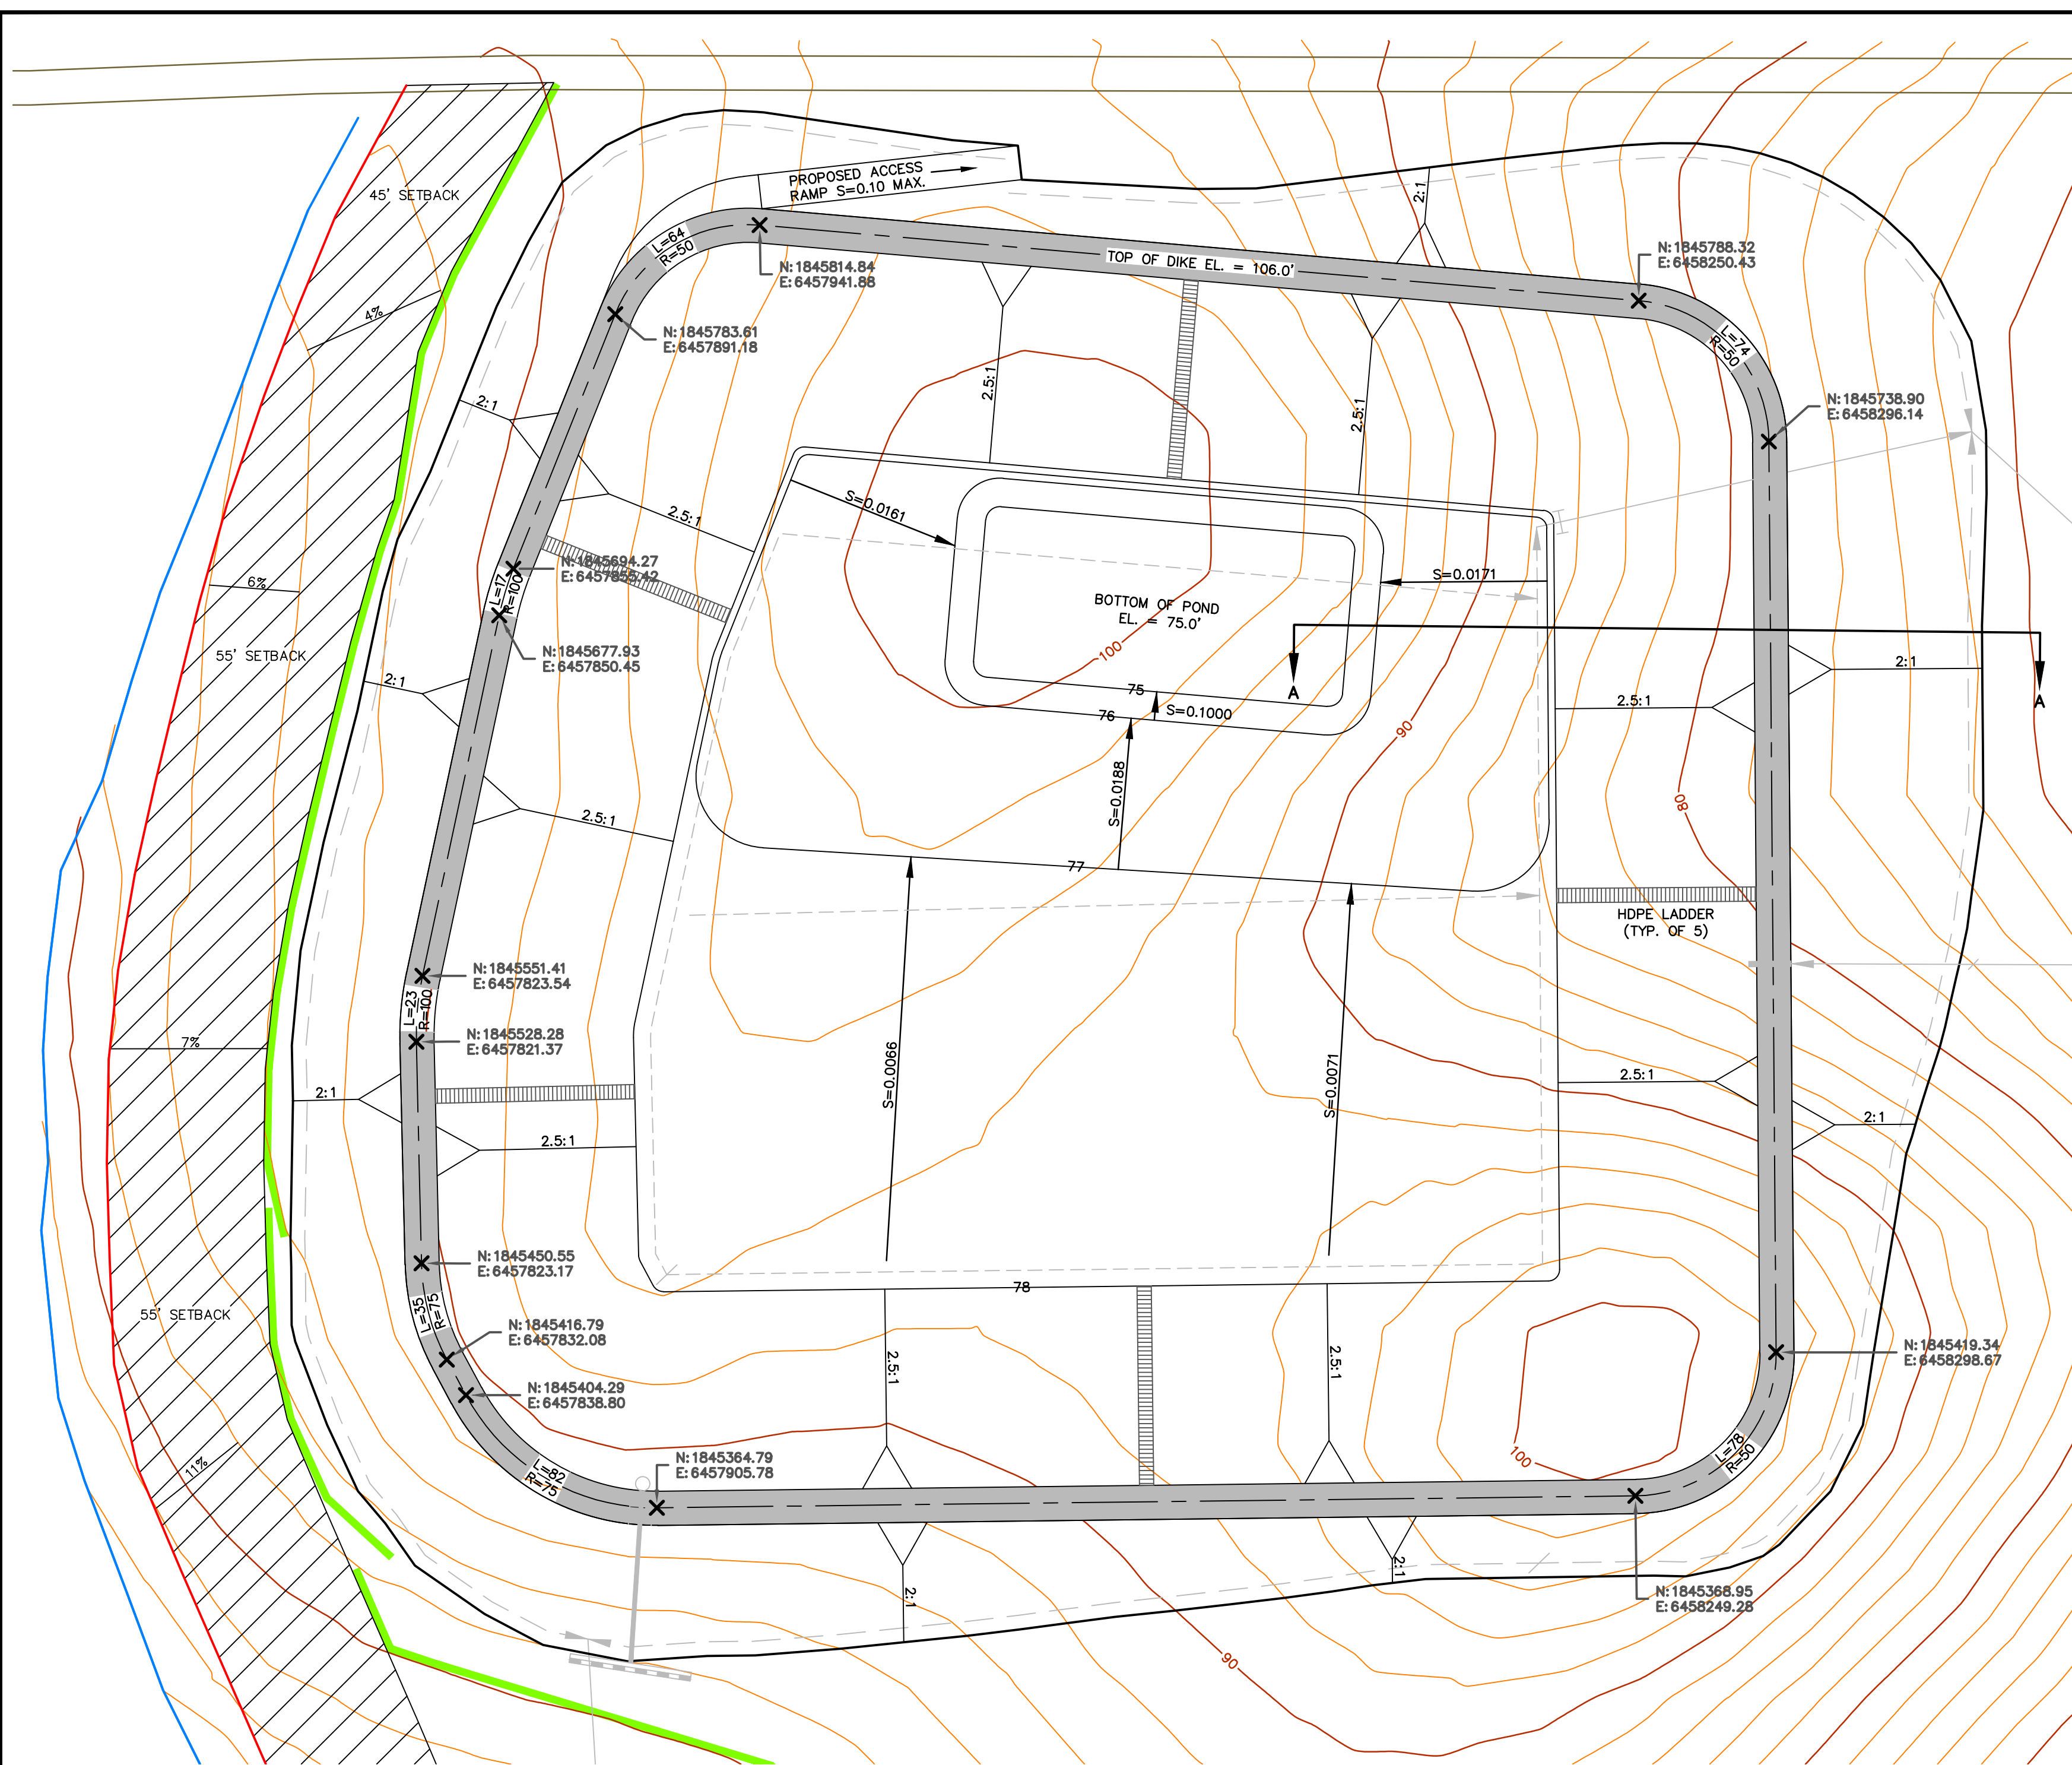 PROPOSED ACCESS
RAMP S=0.10 MAX.
45' SETBACK
2:1
L=64
R=50
N:1845814.84
E:6457941.88
TOP OF DIKE EL. = 106.0'
N:1845788.32
E:6458250.43
4%
N:1845783.61
E:6457891.18
L=74
R=50
2:1
2.5:1
2.5:1
N:1845738.90
E:6458296.14
2.5:1
S=0.0161
N:1845694.27
E:6457855.42
L=17
R=100
S=0.0171
6%
BOTTOM OF POND
EL. = 75.0'
100
55' SETBACK
N:1845677.93
E:6457850.45
2:1
75
A
A
2:1
76
S=0.1000
2.5:1
90
S=0.0188
80
2.5:1
77
HDPE LADDER
(TYP. OF 5)
N:1845551.41
E:6457823.54
L=23
R=100
N:1845528.28
E:6457821.37
7%
S=0.0066
S=0.0071
2:1
2.5:1
2.5:1
2:1
N:1845450.55
E:6457823.17
78
55' SETBACK
L=35
R=75
N:1845416.79
E:6457832.08
2.5:1
2.5:1
N:1845419.34
E:6458298.67
N:1845404.29
E:6457838.80
11%
L=82
R=75
N:1845364.79
E:6457905.78
100
L=78
R=50
2:1
2:1
N:1845368.95
E:6458249.28
90